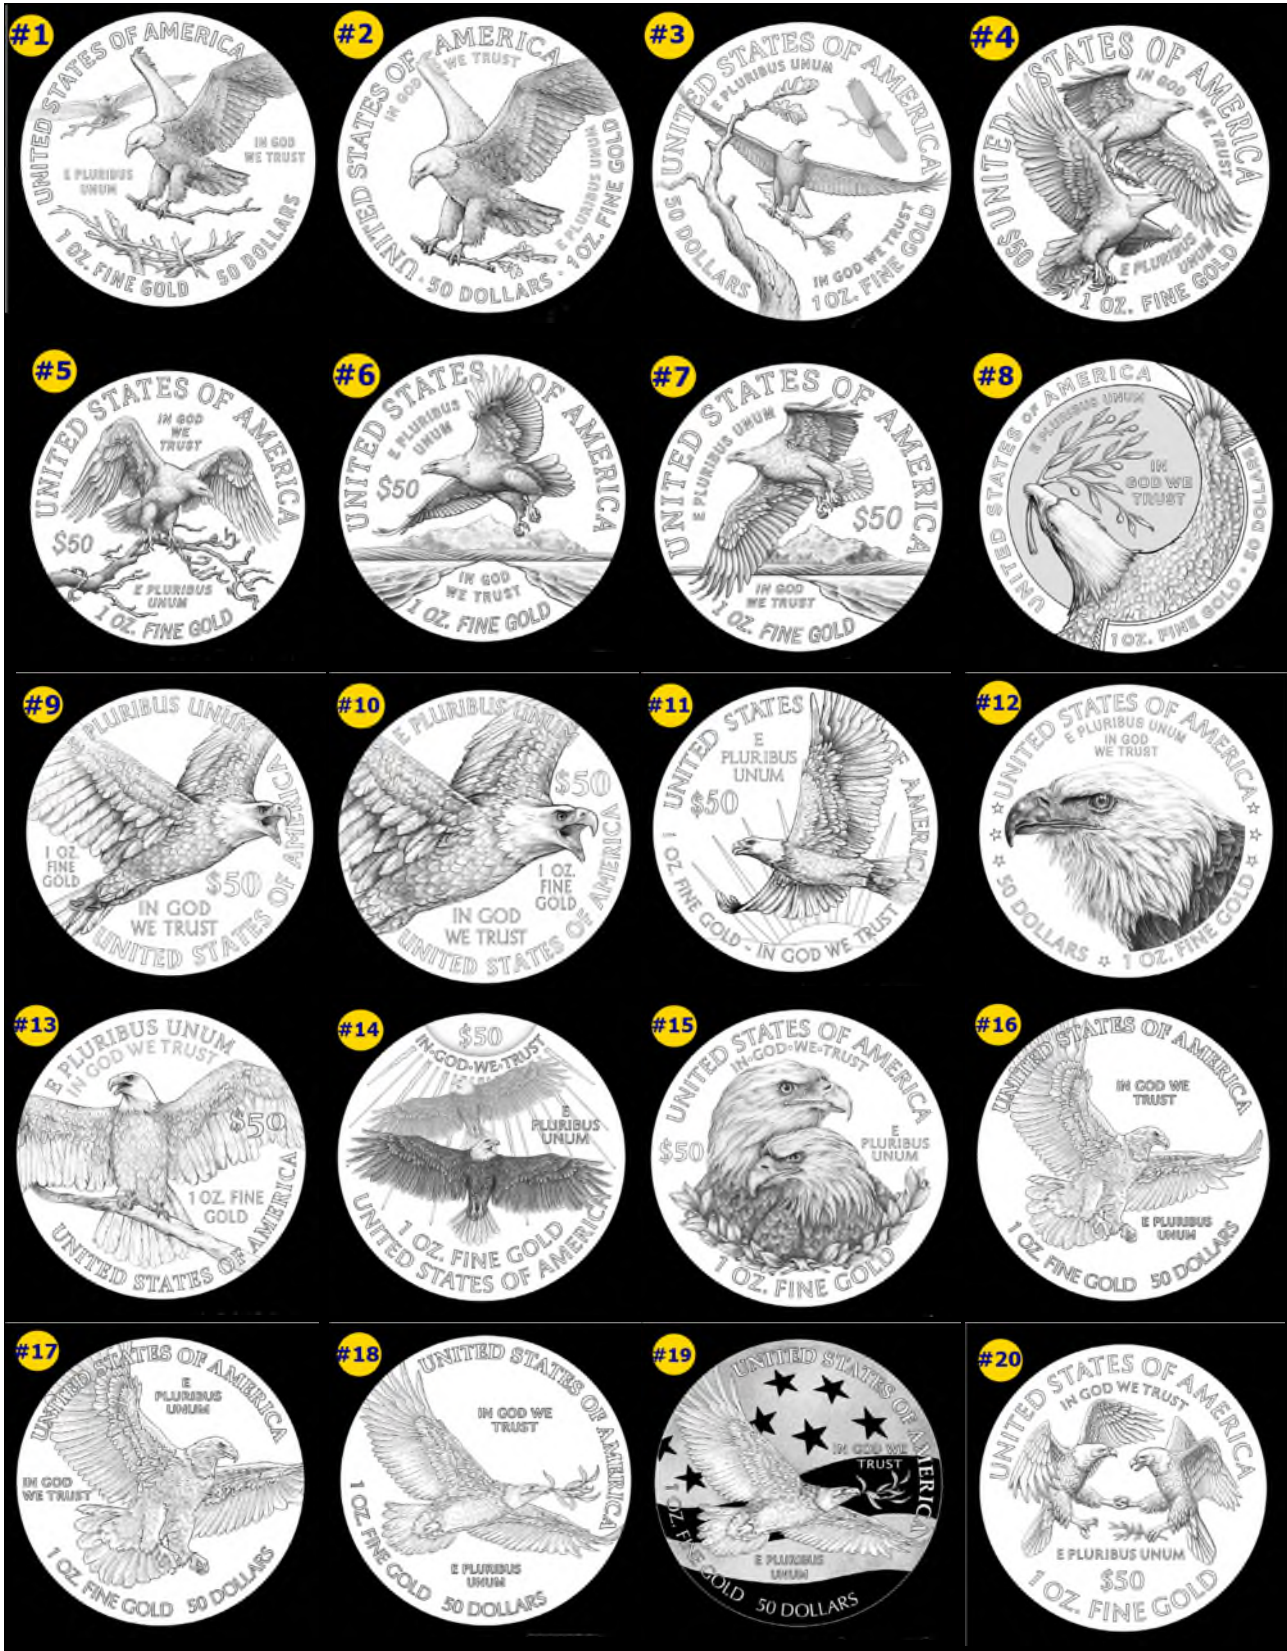 #1
UNITED STATES OF AMERICA
E PLURIBUS
UNUM
IN GOD
WE TRUST
1 OZ. FINE GOLD 50 DOLLARS
#2
UNITED STATES OF AMERICA
IN GOD WE TRUST
E PLURIBUS UNUM
· 50 DOLLARS · 1 OZ. FINE GOLD
#3
UNITED STATES OF AMERICA
E PLURIBUS UNUM
IN GOD WE TRUST
50 DOLLARS
1 OZ. FINE GOLD
#4
$50 UNITED STATES OF AMERICA
IN GOD WE TRUST
E PLURIBUS
UNUM
1 OZ. FINE GOLD
#5
UNITED STATES OF AMERICA
IN GOD
WE
TRUST
$50
E PLURIBUS
UNUM
1 OZ. FINE GOLD
#6
UNITED STATES OF AMERICA
E PLURIBUS
UNUM
$50
IN GOD
WE TRUST
1 OZ. FINE GOLD
#7
UNITED STATES OF AMERICA
E PLURIBUS UNUM
$50
IN GOD
WE TRUST
1 OZ. FINE GOLD
#8
UNITED STATES OF AMERICA
E PLURIBUS UNUM
IN
GOD WE
TRUST
1 OZ. FINE GOLD · 50 DOLLARS
#9
E PLURIBUS UNUM
1 OZ.
FINE
GOLD
$50
IN GOD
WE TRUST
UNITED STATES OF AMERICA
#10
E PLURIBUS UNUM
$50
1 OZ.
FINE
GOLD
IN GOD
WE TRUST
UNITED STATES OF AMERICA
#11
UNITED STATES OF AMERICA
E
PLURIBUS
UNUM
$50
1 OZ FINE GOLD - IN GOD WE TRUST
#12
UNITED STATES OF AMERICA
E PLURIBUS UNUM
IN GOD
WE TRUST
50 DOLLARS 1 OZ. FINE GOLD
#13
E PLURIBUS UNUM
IN GOD WE TRUST
$50
1 OZ. FINE
GOLD
UNITED STATES OF AMERICA
#14
$50
IN·GOD·WE·TRUST
E
PLURIBUS
UNUM
1 OZ. FINE GOLD
UNITED STATES OF AMERICA
#15
UNITED STATES OF AMERICA
IN·GOD·WE·TRUST
$50
E
PLURIBUS
UNUM
1 OZ. FINE GOLD
#16
UNITED STATES OF AMERICA
IN GOD WE
TRUST
E PLURIBUS
UNUM
1 OZ. FINE GOLD 50 DOLLARS
#17
UNITED STATES OF AMERICA
E
PLURIBUS
UNUM
IN GOD
WE TRUST
1 OZ. FINE GOLD 50 DOLLARS
#18
UNITED STATES OF AMERICA
IN GOD WE
TRUST
E PLURIBUS
UNUM
1 OZ. FINE GOLD 50 DOLLARS
#19
UNITED STATES OF AMERICA
IN GOD WE
TRUST
E PLURIBUS
UNUM
1 OZ. FINE GOLD 50 DOLLARS
#20
UNITED STATES OF AMERICA
IN GOD WE TRUST
E PLURIBUS UNUM
$50
1 OZ. FINE GOLD